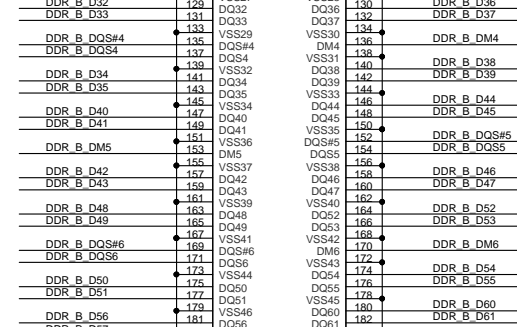 DDR_B_D32 129 DQ32 DQ36 130 DDR_B_D36
DDR_B_D33 131 DQ33 DQ37 132 DDR_B_D37
133 VSS29 VSS30 134
DDR_B_DQS#4 135 DQS#4 DM4 136 DDR_B_DM4
DDR_B_DQS4 137 DQS4 VSS31 138
139 VSS32 DQ38 140 DDR_B_D38
DDR_B_D34 141 DQ34 DQ39 142 DDR_B_D39
DDR_B_D35 143 DQ35 VSS33 144
145 VSS34 DQ44 146 DDR_B_D44
DDR_B_D40 147 DQ40 DQ45 148 DDR_B_D45
DDR_B_D41 149 DQ41 VSS35 150
151 VSS36 DQS#5 152 DDR_B_DQS#5
DDR_B_DM5 153 DM5 DQS5 154 DDR_B_DQS5
155 VSS37 VSS38 156
DDR_B_D42 157 DQ42 DQ46 158 DDR_B_D46
DDR_B_D43 159 DQ43 DQ47 160 DDR_B_D47
161 VSS39 VSS40 162
DDR_B_D48 163 DQ48 DQ52 164 DDR_B_D52
DDR_B_D49 165 DQ49 DQ53 166 DDR_B_D53
167 VSS41 VSS42 168
DDR_B_DQS#6 169 DQS#6 DM6 170 DDR_B_DM6
DDR_B_DQS6 171 DQS6 VSS43 172
173 VSS44 DQ54 174 DDR_B_D54
DDR_B_D50 175 DQ50 DQ55 176 DDR_B_D55
DDR_B_D51 177 DQ51 VSS45 178
179 VSS46 DQ60 180 DDR_B_D60
DDR_B_D56 181 DQ56 DQ61 182 DDR_B_D61